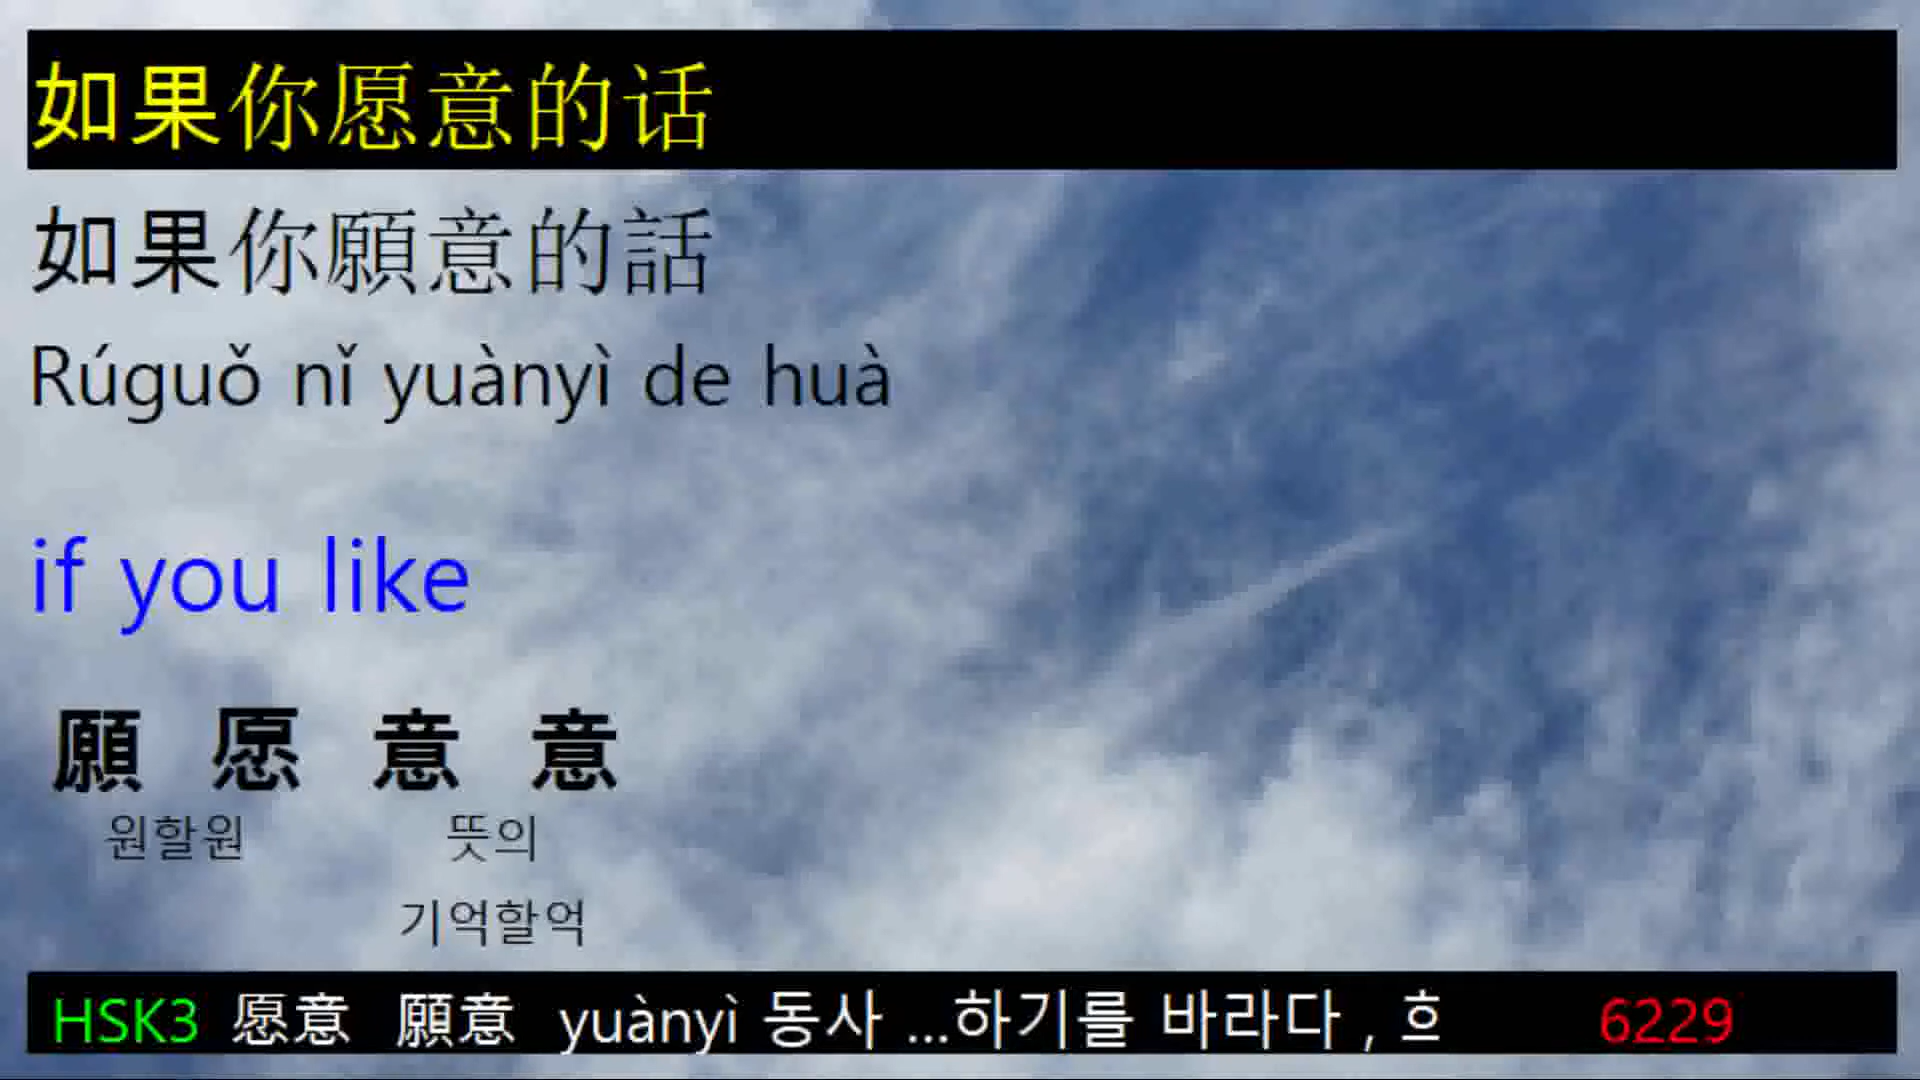 如果你愿意的话
如果你願意的話
Rúguǒ nǐ yuànyì de huà
if you like
願 愿 意 意
원할원 뜻의
기억할억
HSK3 愿意 願意 yuànyì 동사 ...하기를 바라다 , 흐 6229